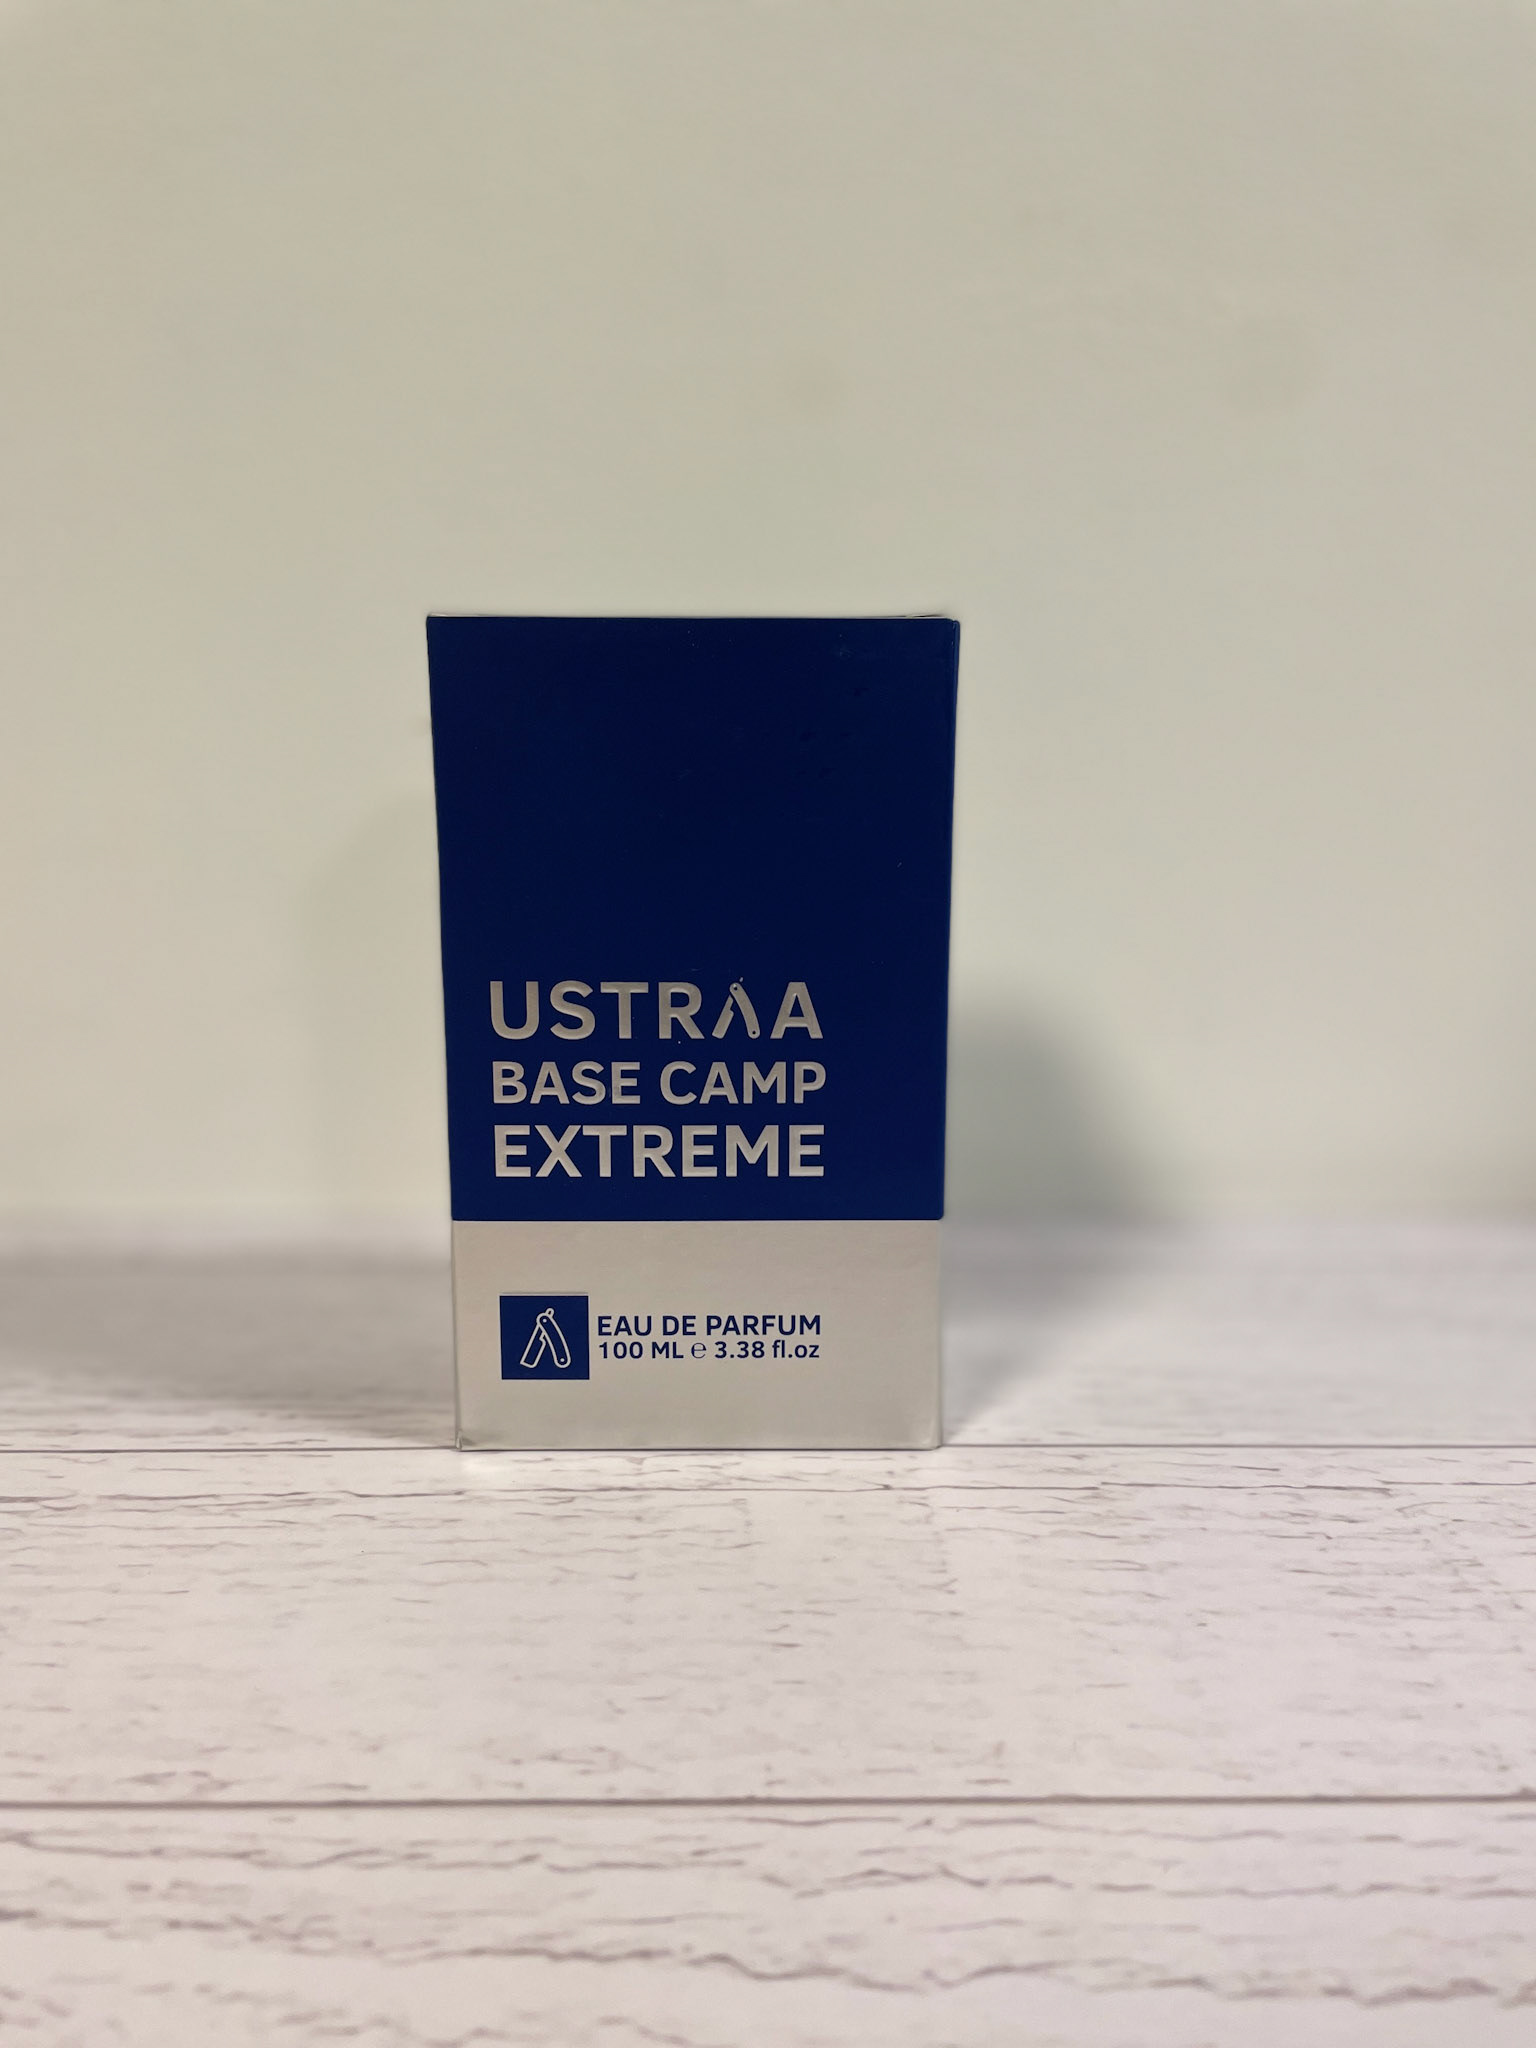 USTRAA
BASE CAMP
EXTREME
EAU DE PARFUM
100 ML ℮ 3.38 fl.oz